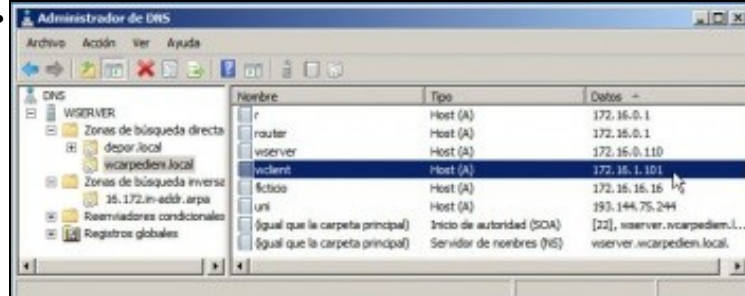 Administrador de DNS
Archivo Acción Ver Ayuda
DNS
WSERVER
Zonas de búsqueda directa
depor.local
wcarpediem.local
Zonas de búsqueda inversa
16.172.in-addr.arpa
Reenviadores condicionales
Registros globales
Nombre Tipo Datos
r Host (A) 172.16.0.1
router Host (A) 172.16.0.1
wserver Host (A) 172.16.0.110
wclient Host (A) 172.16.1.101
ficticio Host (A) 172.16.16.16
uni Host (A) 193.144.75.244
(igual que la carpeta principal) Inicio de autoridad (SOA) [22], wserver.wcarpediem.l...
(igual que la carpeta principal) Servidor de nombres (NS) wserver.wcarpediem.local.